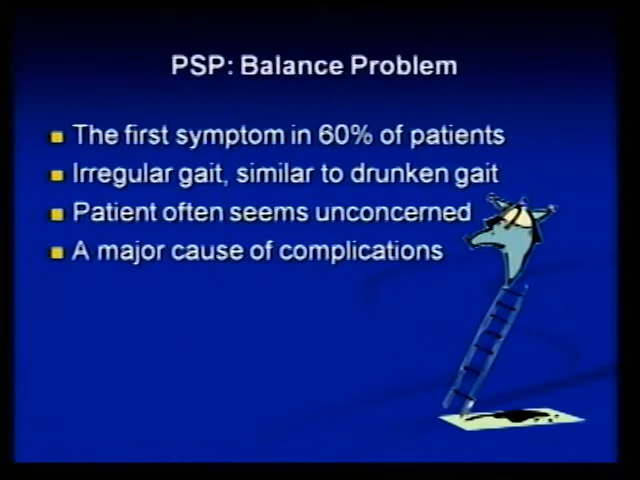 PSP: Balance Problem
The first symptom in 60% of patients
Irregular gait, similar to drunken gait
Patient often seems unconcerned
A major cause of complications